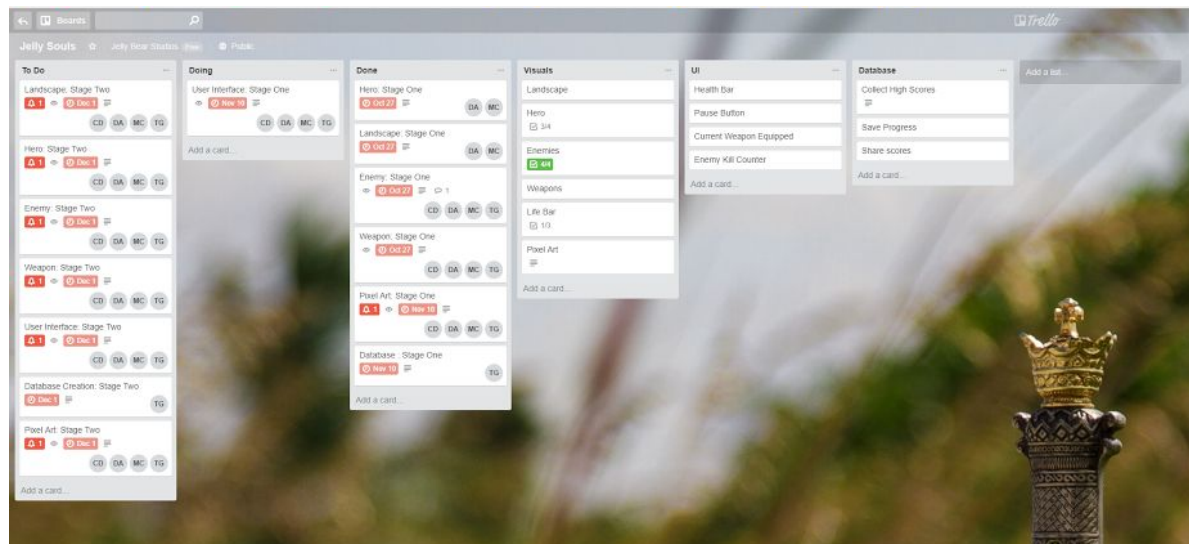 Boards
Trello
Jelly Souls
Jelly Bear Studios
Free
Public
To Do
Landscape: Stage Two
1
Dec 1
CD DA MC TG
Hero: Stage Two
1
Dec 1
CD DA MC TG
Enemy: Stage Two
1
Dec 1
CD DA MC TG
Weapon: Stage Two
1
Dec 1
CD DA MC TG
User Interface: Stage Two
1
Dec 1
CD DA MC TG
Database Creation: Stage Two
Dec 1
TG
Pixel Art: Stage Two
1
Dec 1
CD DA MC TG
Add a card...
Doing
User Interface: Stage One
Nov 10
CD DA MC TG
Add a card...
Done
Hero: Stage One
Oct 27
DA MC
Landscape: Stage One
Oct 27
DA MC
Enemy: Stage One
Oct 27
1
CD DA MC TG
Weapon: Stage One
Oct 27
CD DA MC TG
Pixel Art: Stage One
1
Nov 10
CD DA MC TG
Database : Stage One
Nov 10
TG
Add a card...
Visuals
Landscape
Hero
3/4
Enemies
4/4
Weapons
Life Bar
1/3
Pixel Art
Add a card...
UI
Health Bar
Pause Button
Current Weapon Equipped
Enemy Kill Counter
Add a card...
Database
Collect High Scores
Save Progress
Share scores
Add a card...
Add a list...